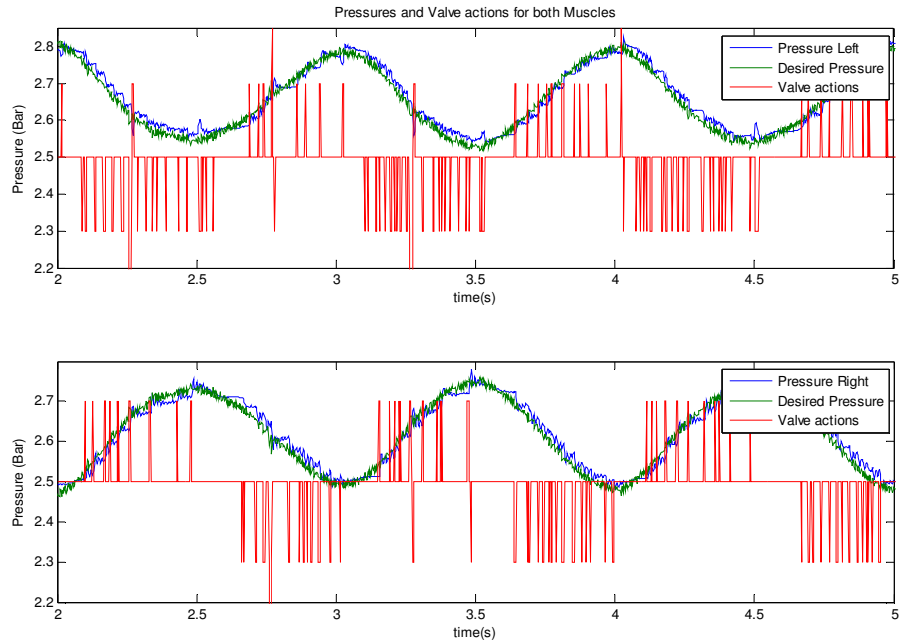 Pressures and Valve actions for both Muscles
Pressure (Bar)
2.8
2.7
2.6
2.5
2.4
2.3
2.2
Pressure Left
Desired Pressure
Valve actions
2
2.5
3
3.5
4
4.5
5
time(s)
Pressure (Bar)
2.7
2.6
2.5
2.4
2.3
2.2
Pressure Right
Desired Pressure
Valve actions
2
2.5
3
3.5
4
4.5
5
time(s)